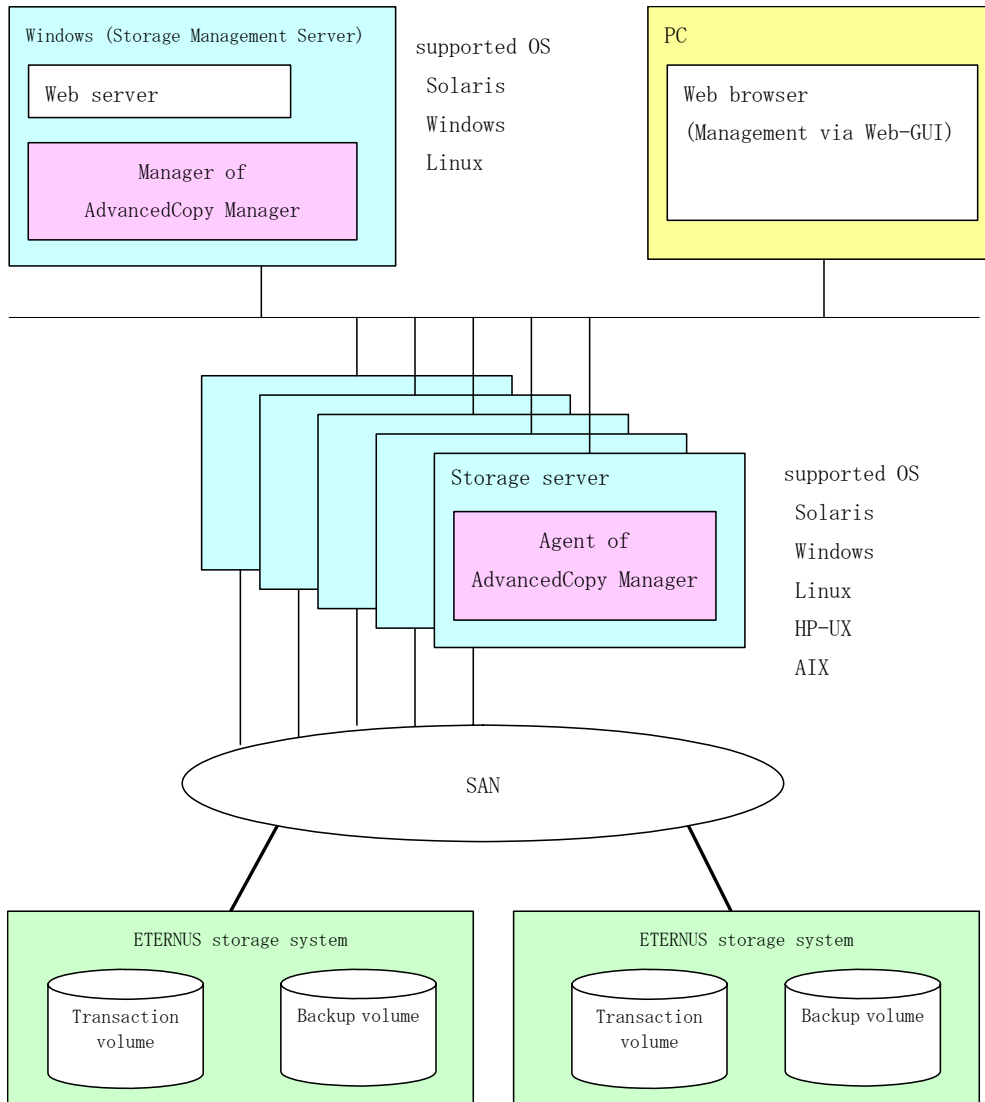 Windows (Storage Management Server)
Web server
Manager of
AdvancedCopy Manager
supported OS
Solaris
Windows
Linux
PC
Web browser
(Management via Web-GUI)
Storage server
Agent of
AdvancedCopy Manager
supported OS
Solaris
Windows
Linux
HP-UX
AIX
SAN
ETERNUS storage system
Transaction
volume
Backup volume
ETERNUS storage system
Transaction
volume
Backup volume